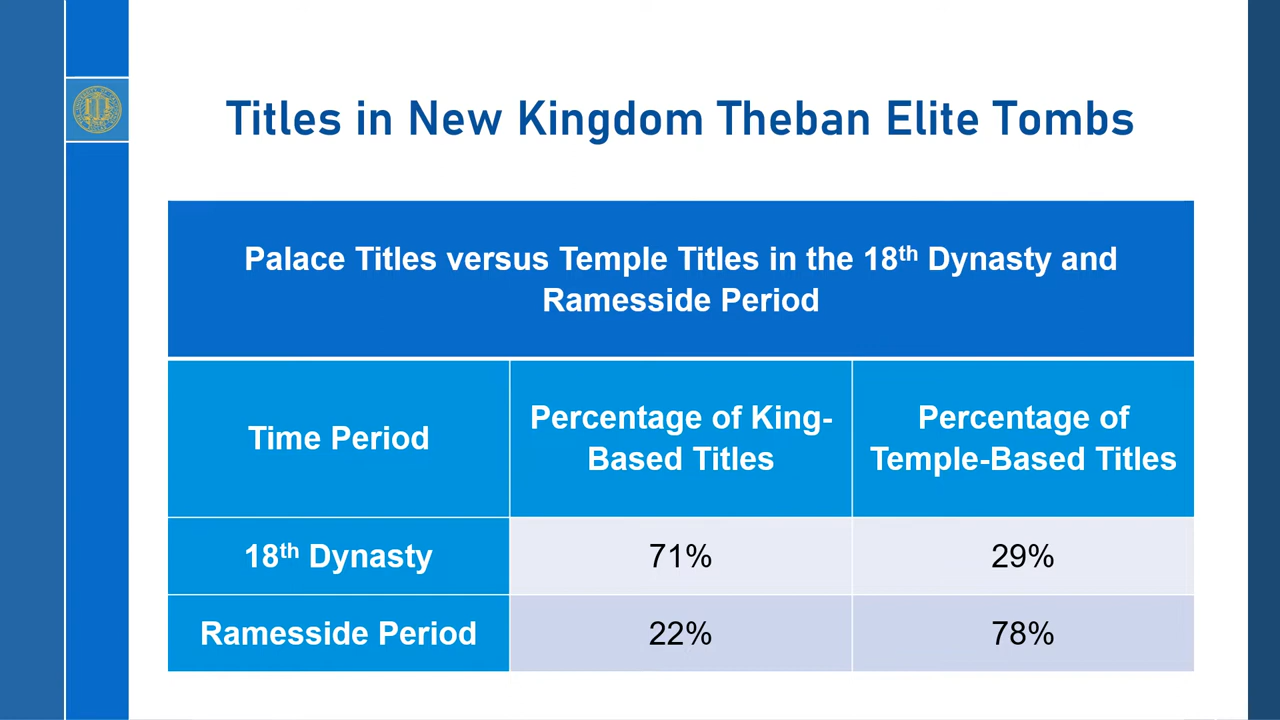 Titles in New Kingdom Theban Elite Tombs
Palace Titles versus Temple Titles in the 18th Dynasty and
Ramesside Period
Time Period
Percentage of King-
Based Titles
Percentage of
Temple-Based Titles
18th Dynasty
71%
29%
Ramesside Period
22%
78%